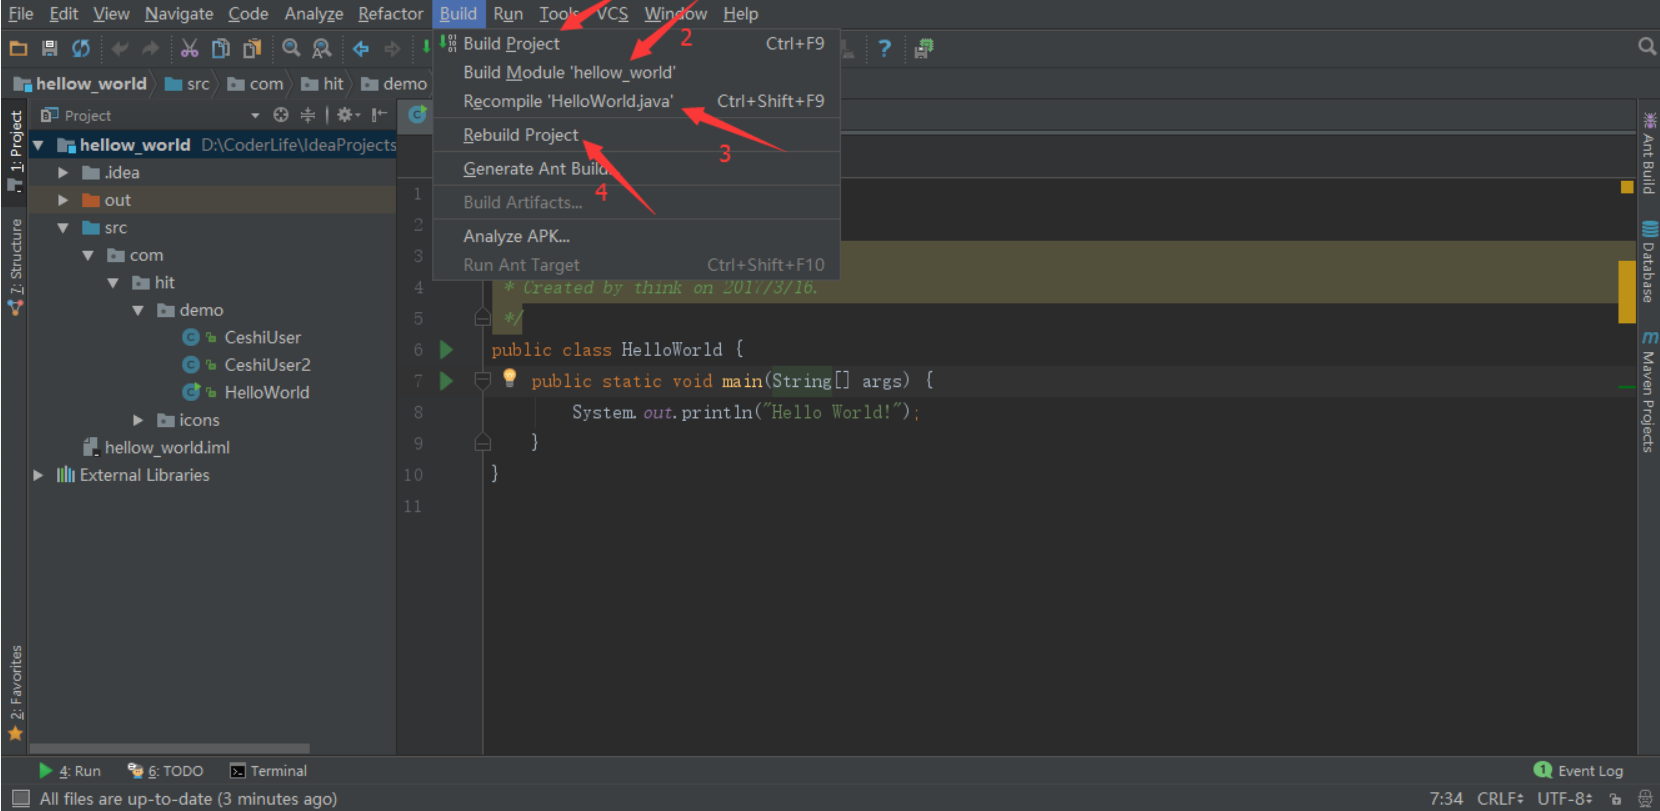 File Edit View Navigate Code Analyze Refactor Build Run Tools VCS Window Help
Build Project Ctrl+F9
2
Build Module 'hellow_world'
Recompile 'HelloWorld.java' Ctrl+Shift+F9
3
Rebuild Project
Generate Ant Build
4
Build Artifacts...
Analyze APK...
Run Ant Target Ctrl+Shift+F10
hellow_world src com hit demo
Project
hellow_world D:\CoderLife\IdeaProjects
.idea
out
src
com
hit
demo
CeshiUser
CeshiUser2
HelloWorld
icons
hellow_world.iml
External Libraries
1: Project
7: Structure
2: Favorites
1
2
3
4 * Created by think on 2017/3/16.
5 */
6 public class HelloWorld {
7 public static void main(String[] args) {
8 System.out.println("Hello World!");
9 }
10 }
11
Ant Build
Database
m Maven Projects
4: Run 6: TODO Terminal 1 Event Log
All files are up-to-date (3 minutes ago) 7:34 CRLF UTF-8